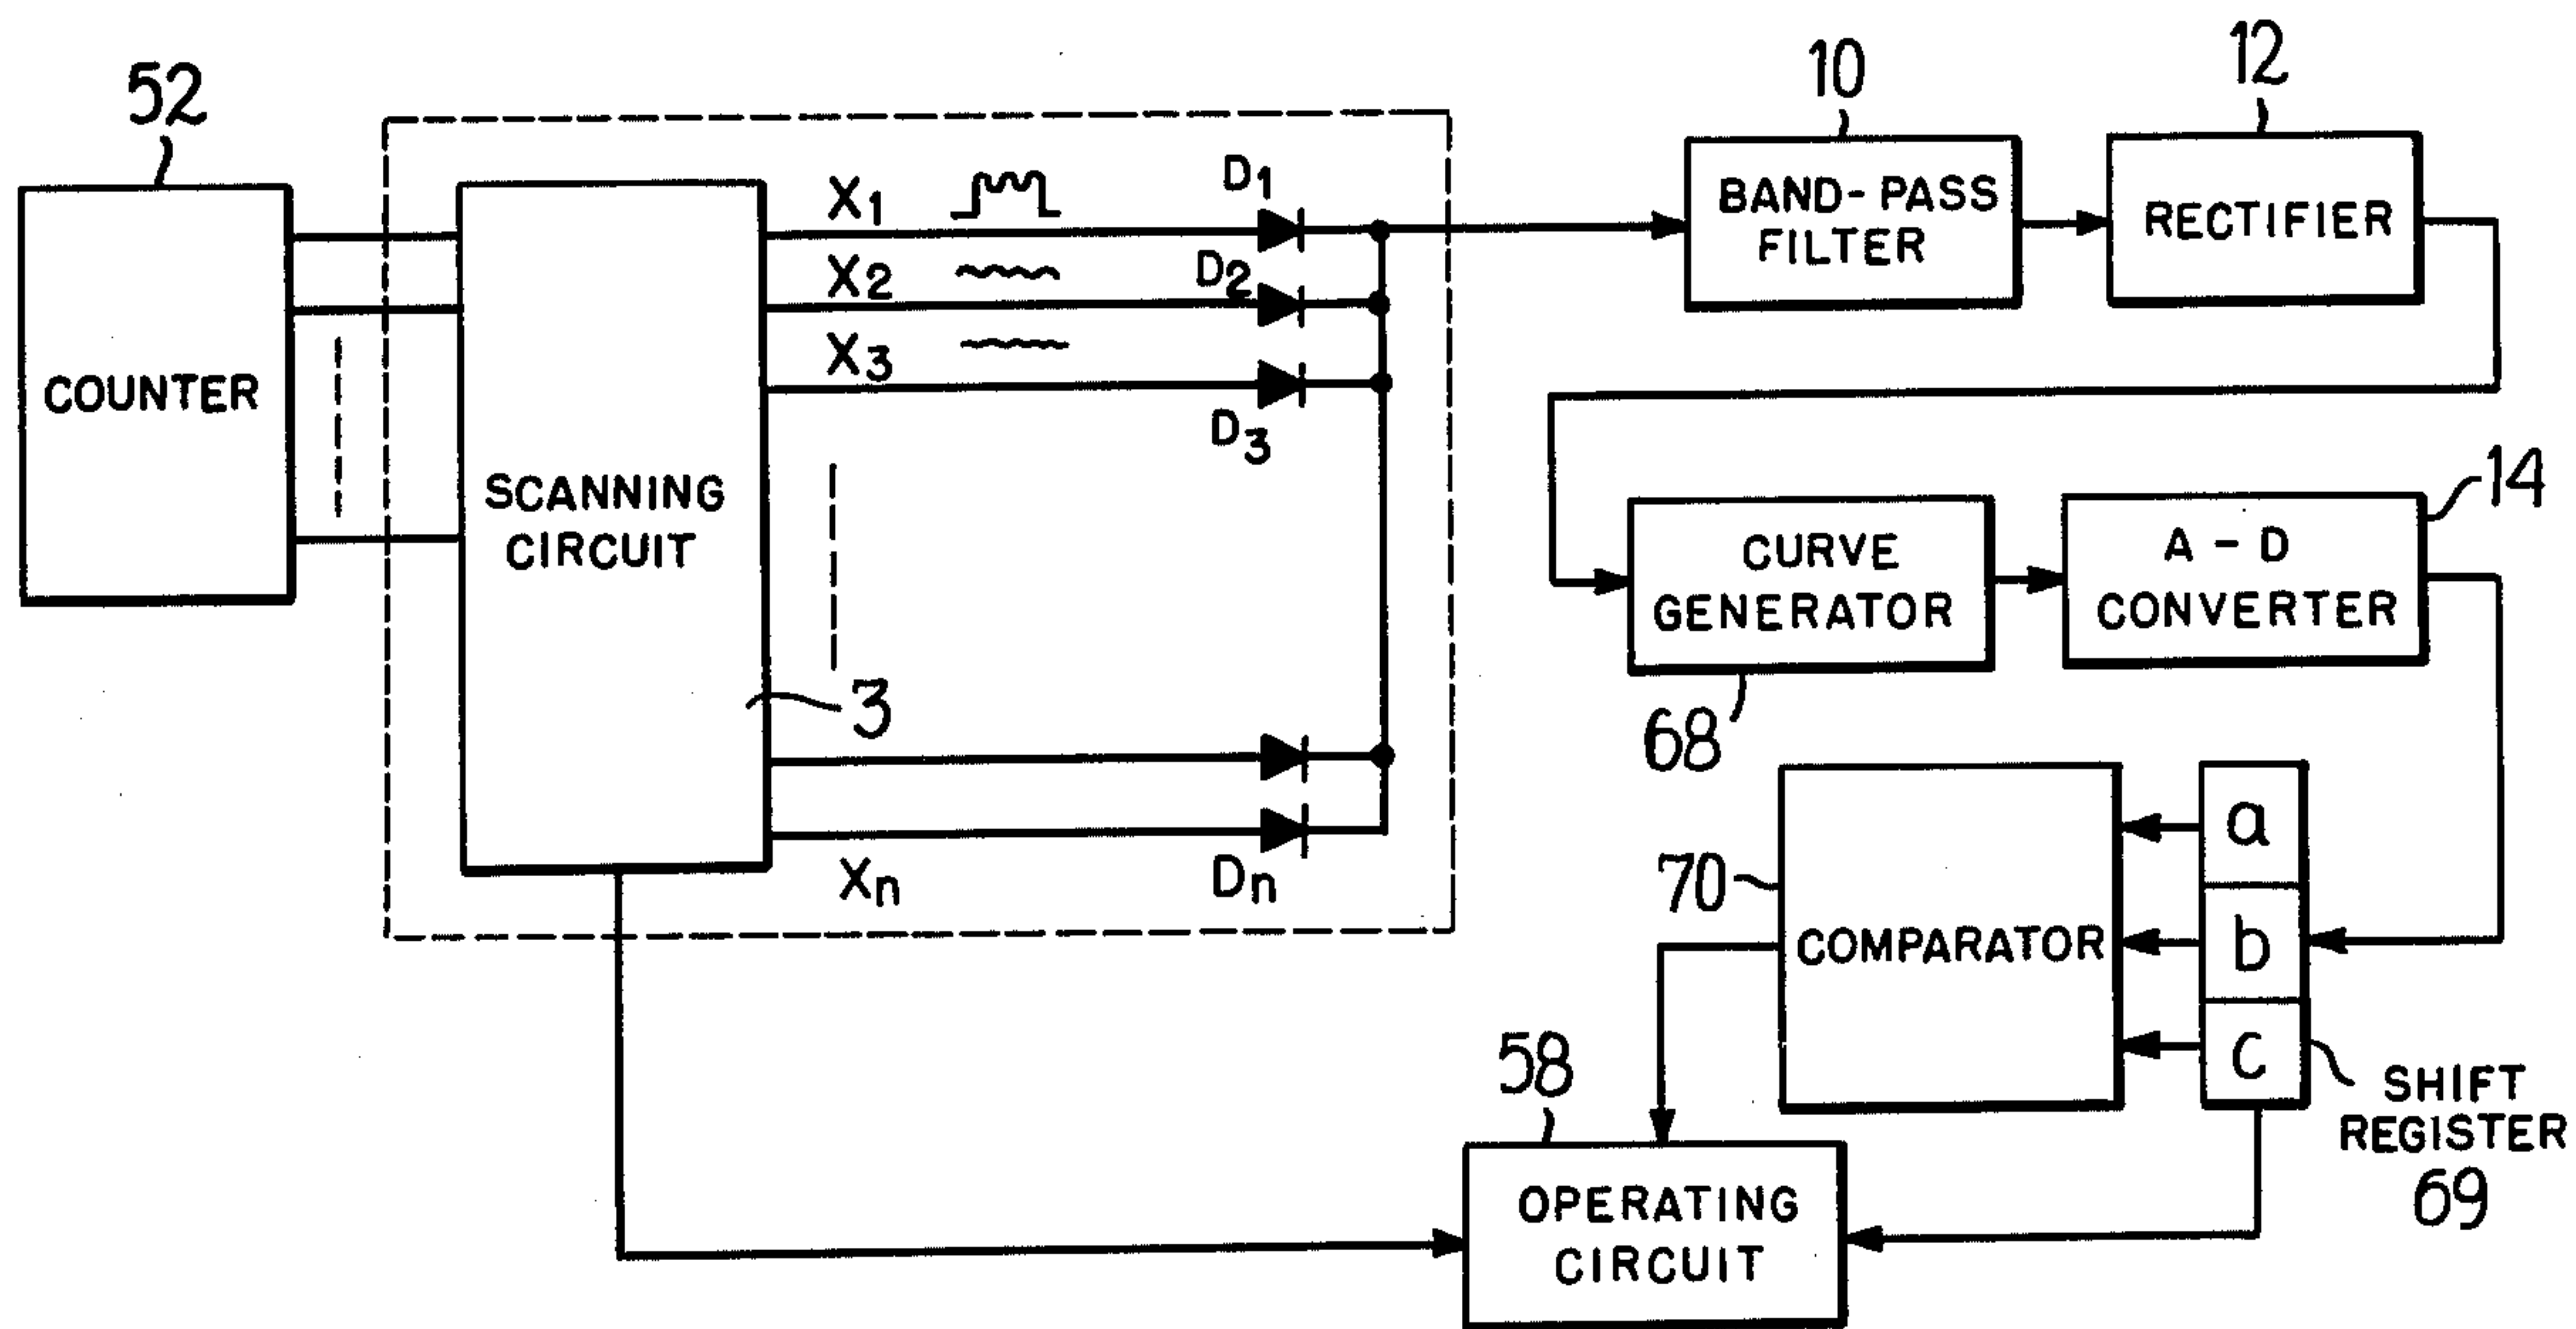 52
COUNTER
SCANNING
CIRCUIT
3
X1
X2
X3
Xn
D1
D2
D3
Dn
10
BAND-PASS
FILTER
12
RECTIFIER
CURVE
GENERATOR
68
14
A - D
CONVERTER
70
COMPARATOR
a
b
c
SHIFT
REGISTER
69
58
OPERATING
CIRCUIT